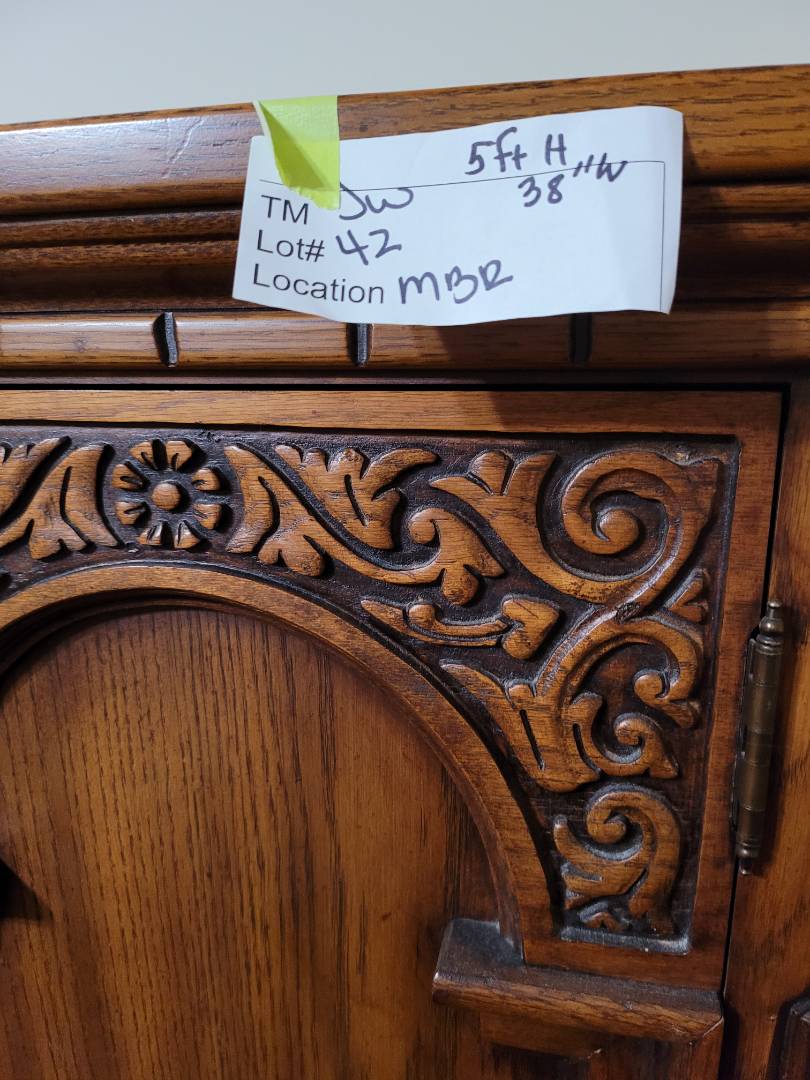 5ft H
38"W
TM JW
Lot# 42
Location MBR